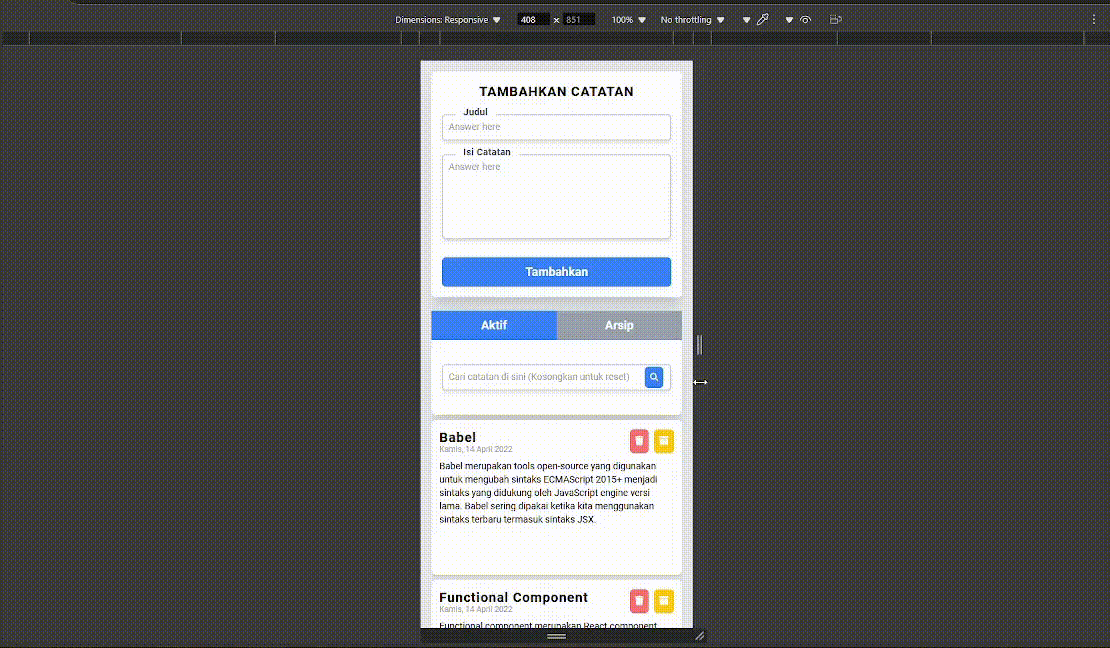 Dimensions: Responsive 408 × 851 100% No throttling
TAMBAHKAN CATATAN
Judul
Answer here
Isi Catatan
Answer here
Tambahkan
Aktif Arsip
Cari catatan di sini (Kosongkan untuk reset)
Babel
Kamis, 14 April 2022
Babel merupakan tools open-source yang digunakan
untuk mengubah sintaks ECMAScript 2015+ menjadi
sintaks yang didukung oleh JavaScript engine versi
lama. Babel sering dipakai ketika kita menggunakan
sintaks terbaru termasuk sintaks JSX.
Functional Component
Kamis, 14 April 2022
Functional component merupakan React component